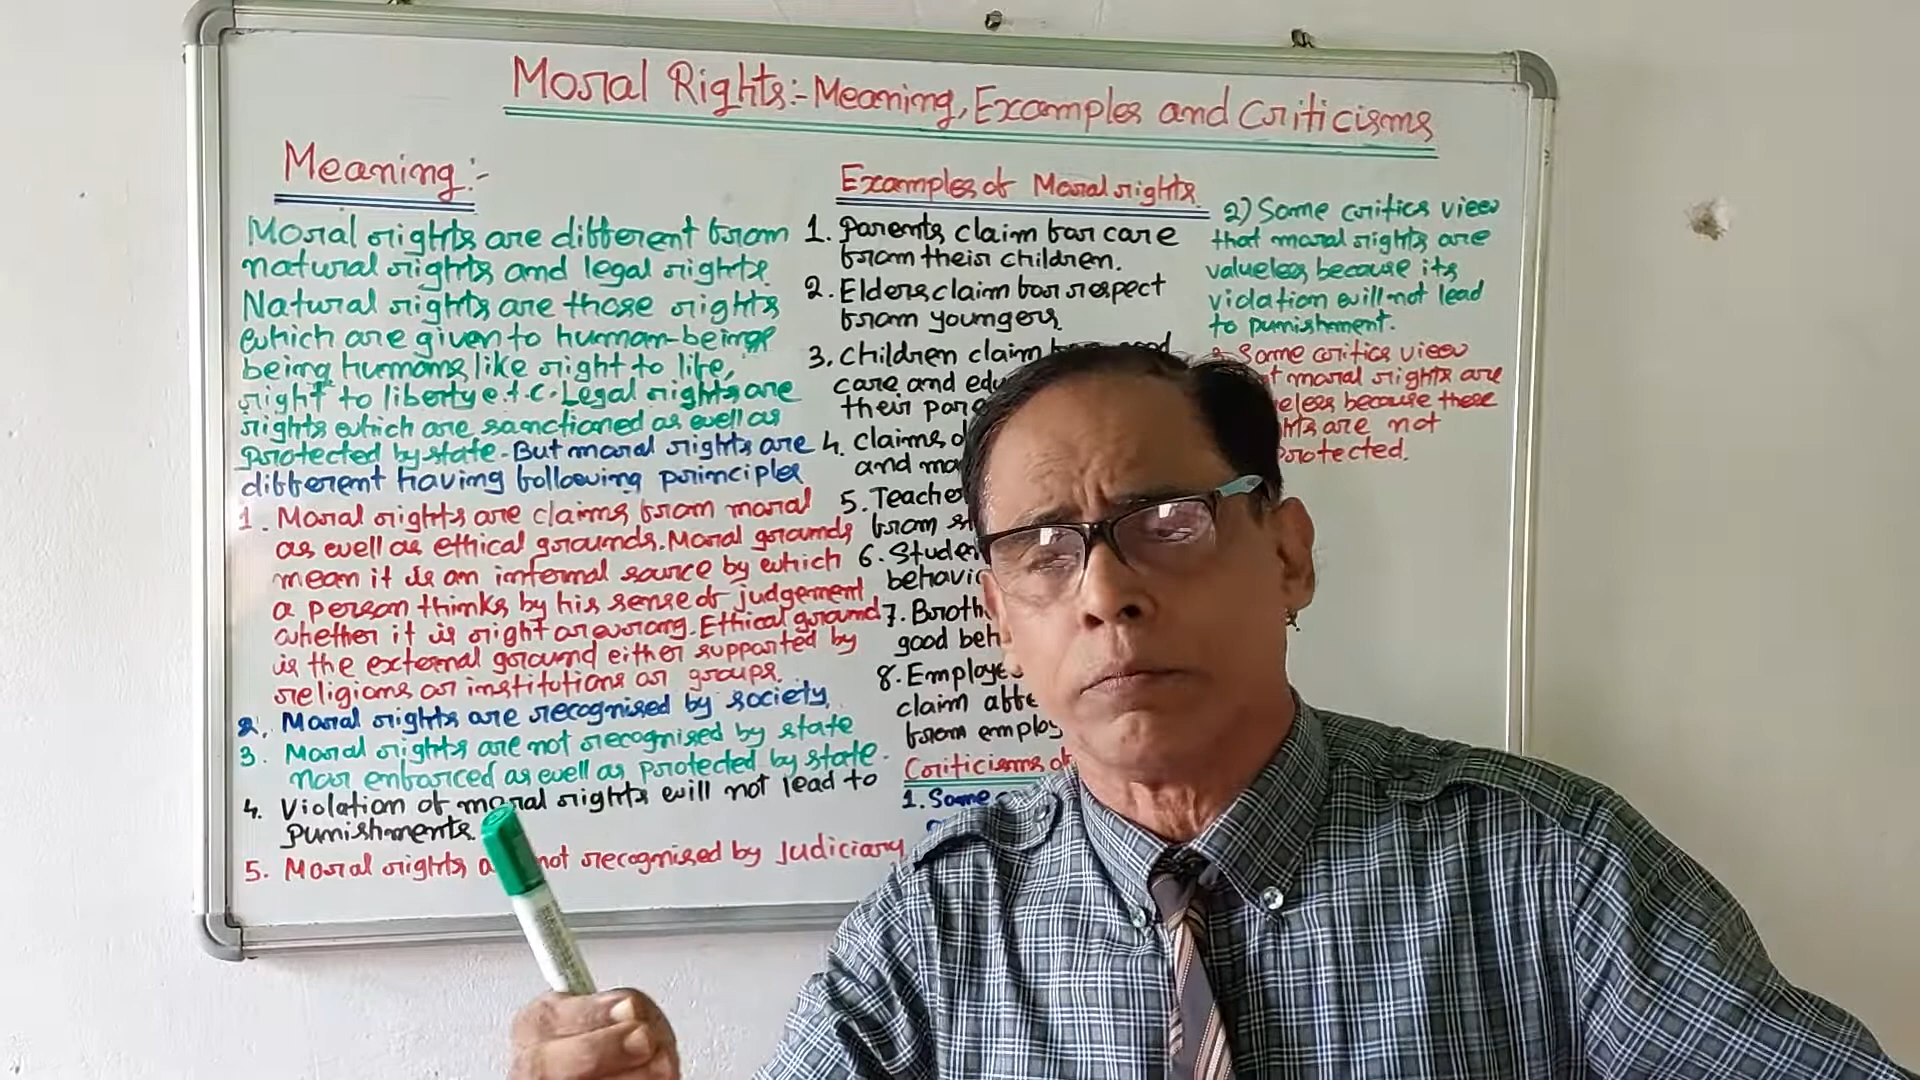 Moral Rights:- Meaning, Examples and Criticisms
Meaning:-
Moral rights are different from
natural rights and legal rights.
Natural rights are those rights
which are given to human-beings
being humans like right to life,
right to liberty e.t.c. Legal rights are
rights which are sanctioned as well as
protected by state. But moral rights are
different having following principles
1. Moral rights are claims from moral
as well as ethical grounds. Moral grounds
mean it is an internal source by which
a person thinks by his sense of judgement
whether it is right or wrong. Ethical ground
is the external ground either supported by
religions or institutions or groups.
2. Moral rights are recognised by society.
3. Moral rights are not recognised by state
nor enforced as well as protected by state.
4. Violation of moral rights will not lead to
punishments.
5. Moral rights a not recognised by Judiciary
Examples of Moral rights.
1. Parents claim for care
from their children.
2. Elders claim for respect
from youngers.
3. Children claim
care and edu
their par
4. Claims o
and ma
5. Teache
from st
6. Studen
behavio
7. Broth
good beh
8. Employe
claim afte
from employ
Criticisms of
1. Some
2) Some critics view
that moral rights are
valueless because its
violation will not lead
to punishment.
Some critics view
t moral rights are
eless because these
hts are not
protected.